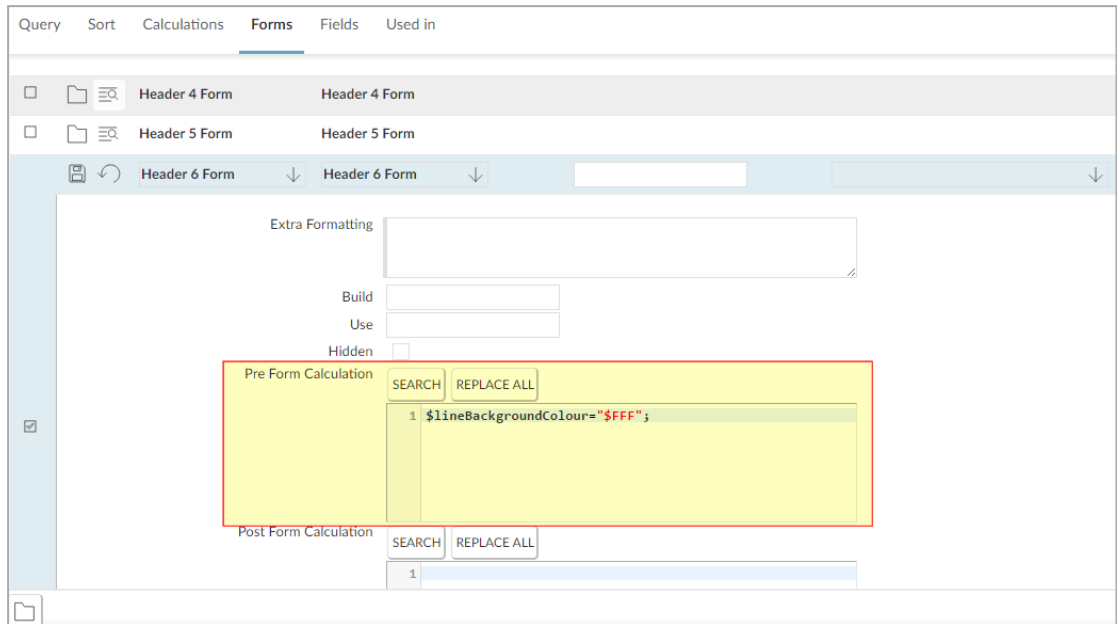 Query Sort Calculations Forms Fields Used in
Header 4 Form Header 4 Form
Header 5 Form Header 5 Form
Header 6 Form Header 6 Form
Extra Formatting
Build
Use
Hidden
Pre Form Calculation SEARCH REPLACE ALL
1 $lineBackgroundColour="$FFF";
Post Form Calculation SEARCH REPLACE ALL
1